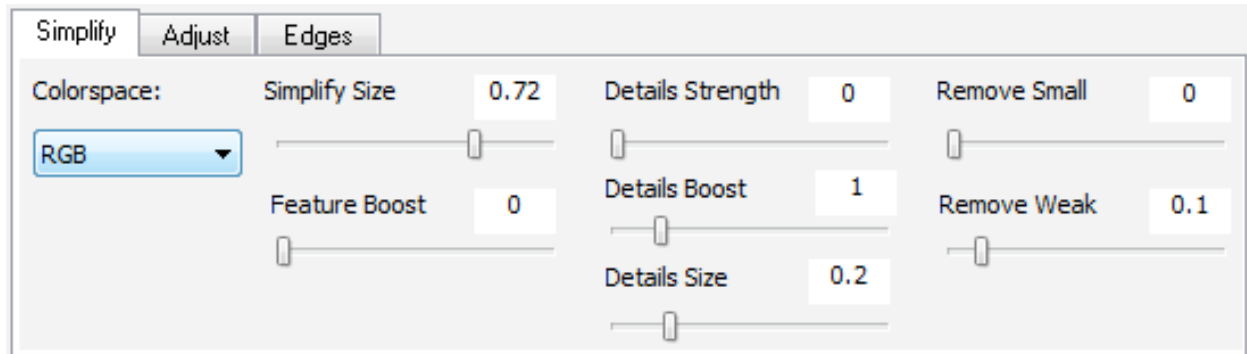 Simplify Adjust Edges
Colorspace: Simplify Size 0.72 Details Strength 0 Remove Small 0
RGB
Details Boost 1
Feature Boost 0 Remove Weak 0.1
Details Size 0.2